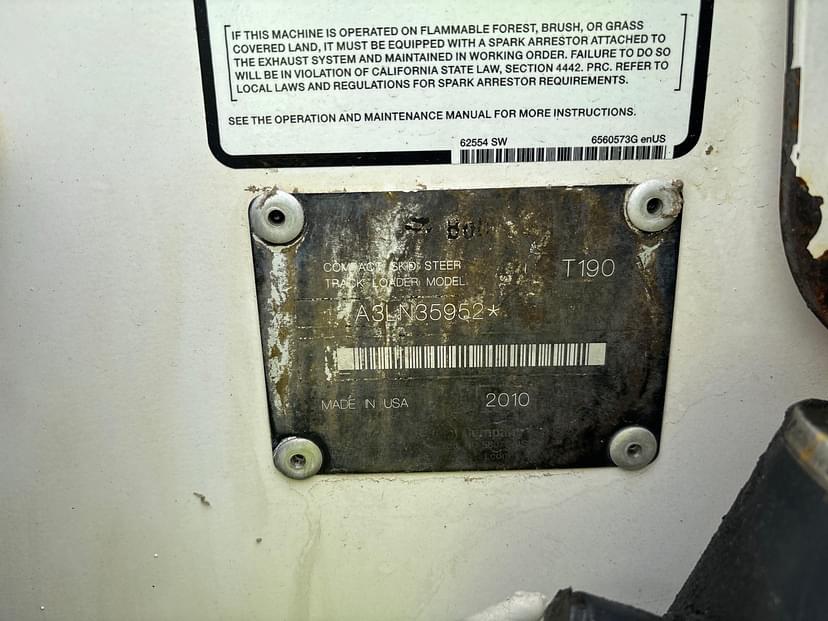 IF THIS MACHINE IS OPERATED ON FLAMMABLE FOREST, BRUSH, OR GRASS
COVERED LAND, IT MUST BE EQUIPPED WITH A SPARK ARRESTOR ATTACHED TO
THE EXHAUST SYSTEM AND MAINTAINED IN WORKING ORDER. FAILURE TO DO SO
WILL BE IN VIOLATION OF CALIFORNIA STATE LAW, SECTION 4442. PRC. REFER TO
LOCAL LAWS AND REGULATIONS FOR SPARK ARRESTOR REQUIREMENTS.
SEE THE OPERATION AND MAINTENANCE MANUAL FOR MORE INSTRUCTIONS.
62554 SW 6560573G enUS
COMPACT SKID STEER
TRACK LOADER MODEL T190
A3LN35952*
MADE IN USA 2010